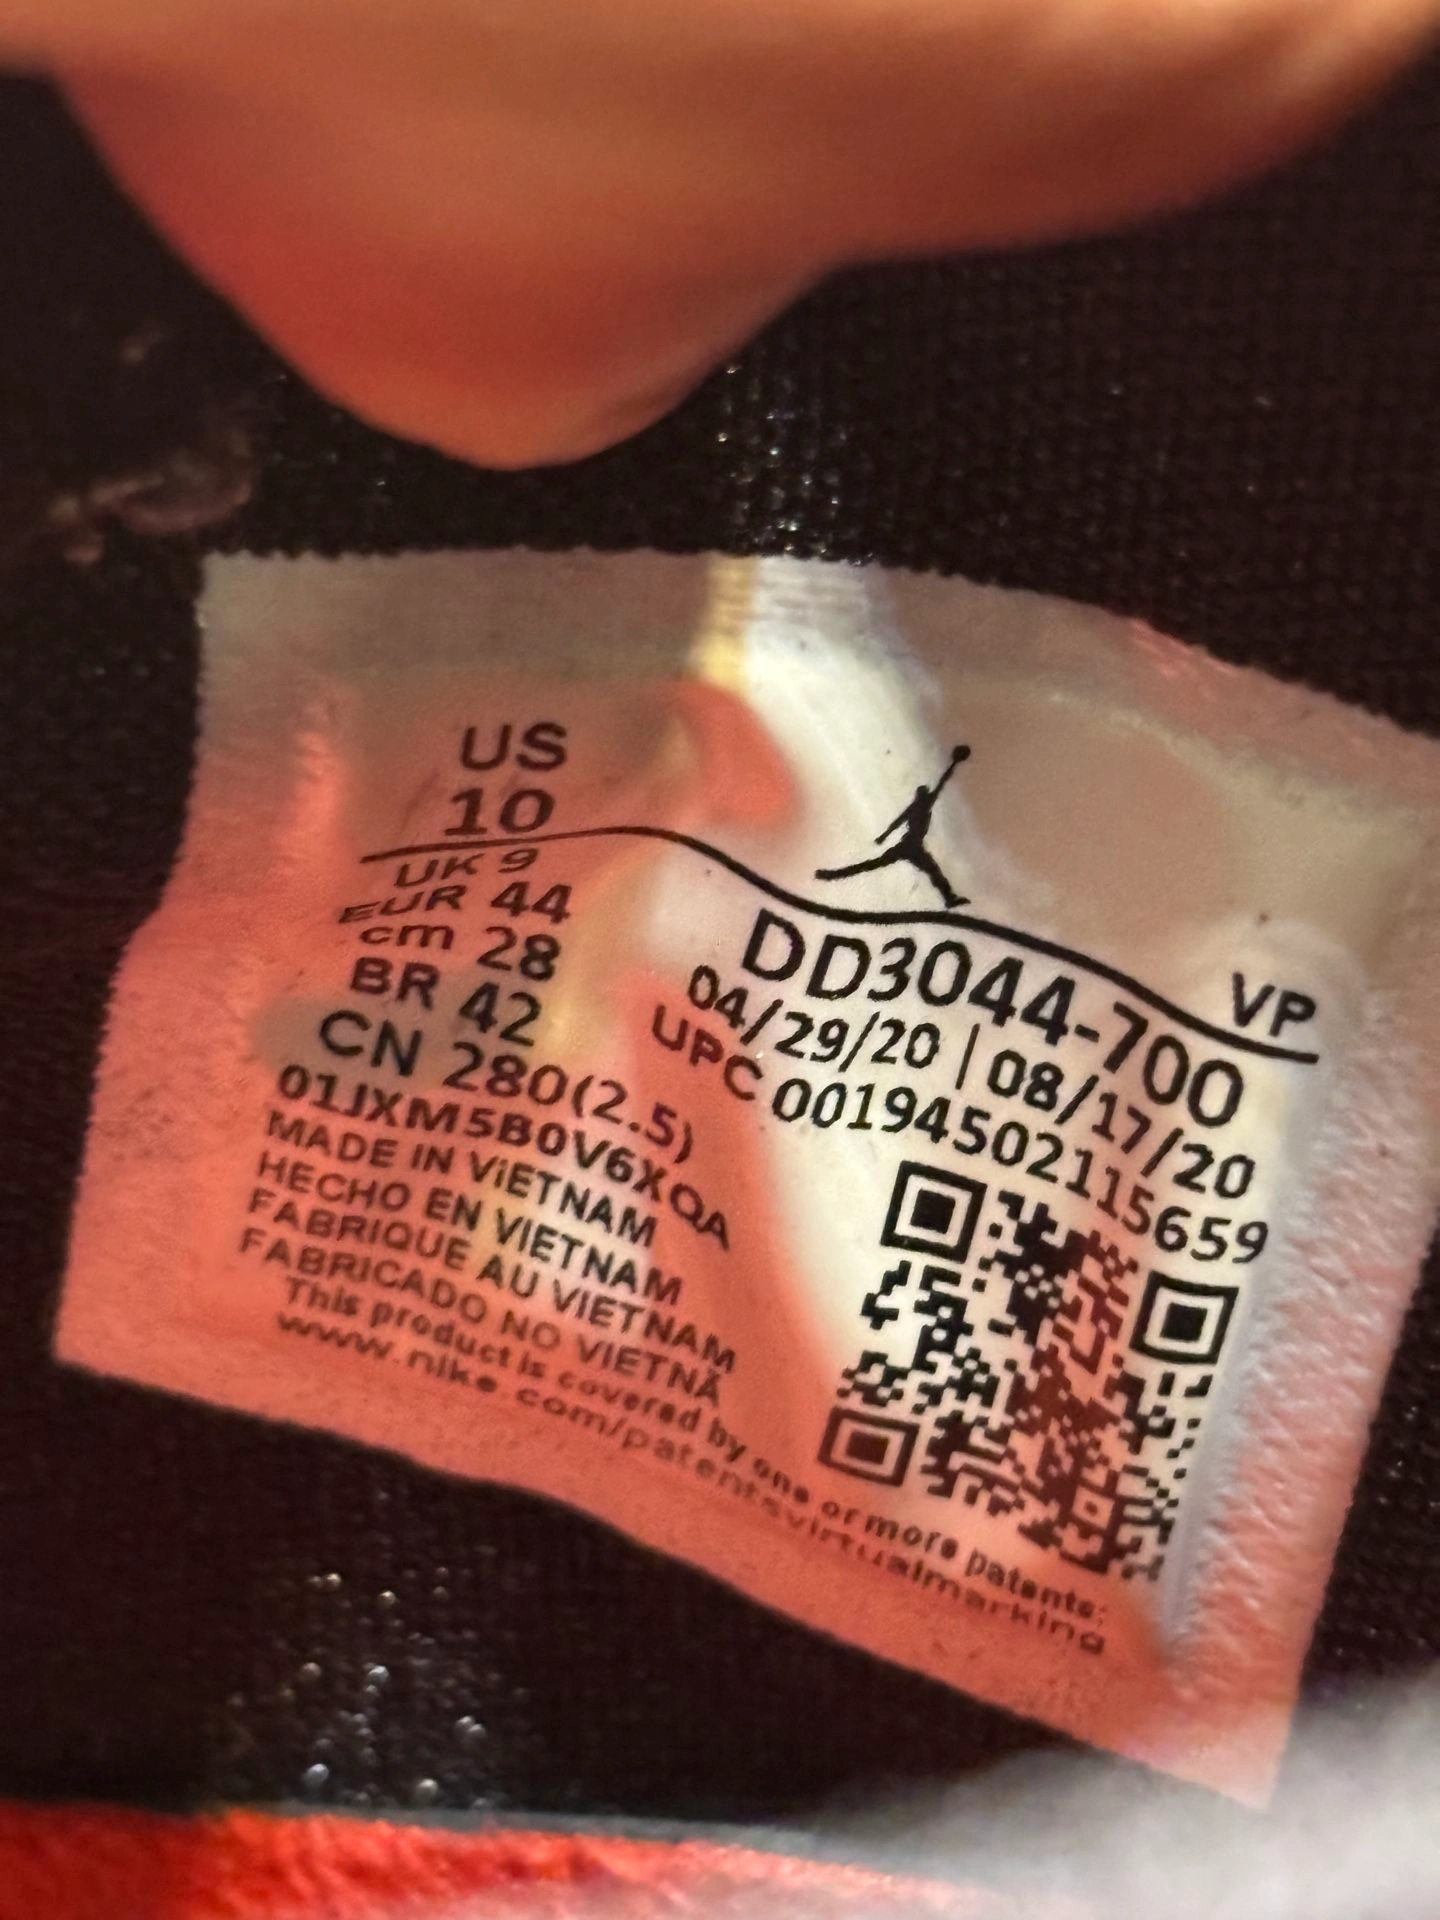 US
10
UK 9
EUR 44
cm 28
BR 42
CN 280(2.5)
01JXM5B0V6XQA
MADE IN VIETNAM
HECHO EN VIETNAM
FABRIQUE AU VIETNAM
FABRICADO NO VIETNÃ
This product is covered by one or more patents:
www.nike.com/patentsvirtualmarking
VP
DD3044-700
04/29/20 | 08/17/20
UPC 00194502115659